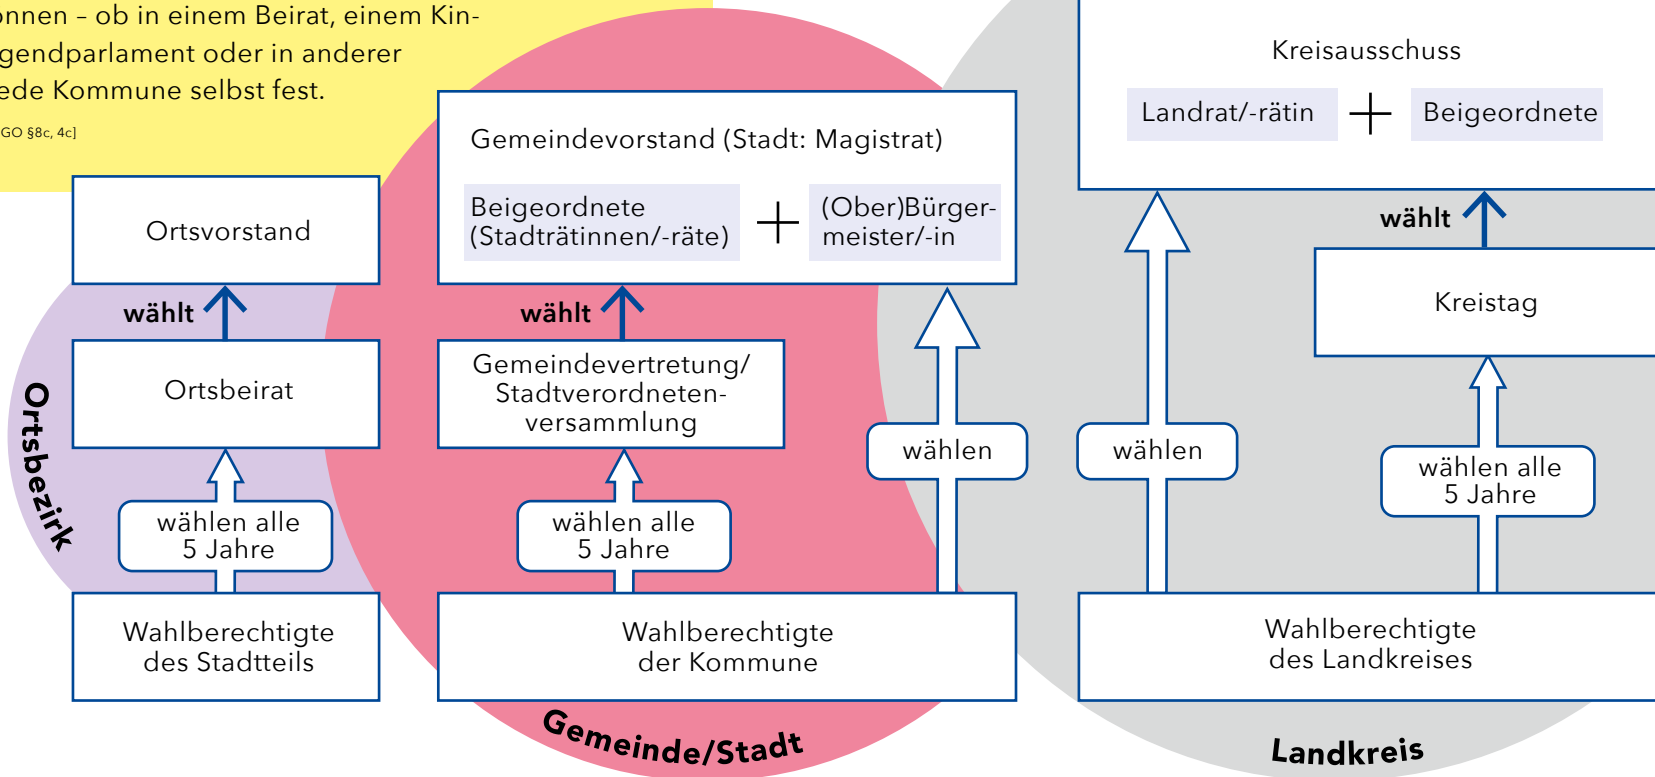 önnen – ob in einem Beirat, einem Kin-
gendparlament oder in anderer
ede Kommune selbst fest.
GO §8c, 4c]
Ortsvorstand
wählt
Ortsbeirat
wählen alle
5 Jahre
Wahlberechtigte
des Stadtteils
Ortsbezirk
Gemeindevorstand (Stadt: Magistrat)
Beigeordnete
(Stadträtinnen/-räte)
+
(Ober)Bürger-
meister/-in
wählt
Gemeindevertretung/
Stadtverordneten-
versammlung
wählen alle
5 Jahre
wählen
Wahlberechtigte
der Kommune
Gemeinde/Stadt
Kreisausschuss
Landrat/-rätin
+
Beigeordnete
wählt
Kreistag
wählen
wählen alle
5 Jahre
Wahlberechtigte
des Landkreises
Landkreis